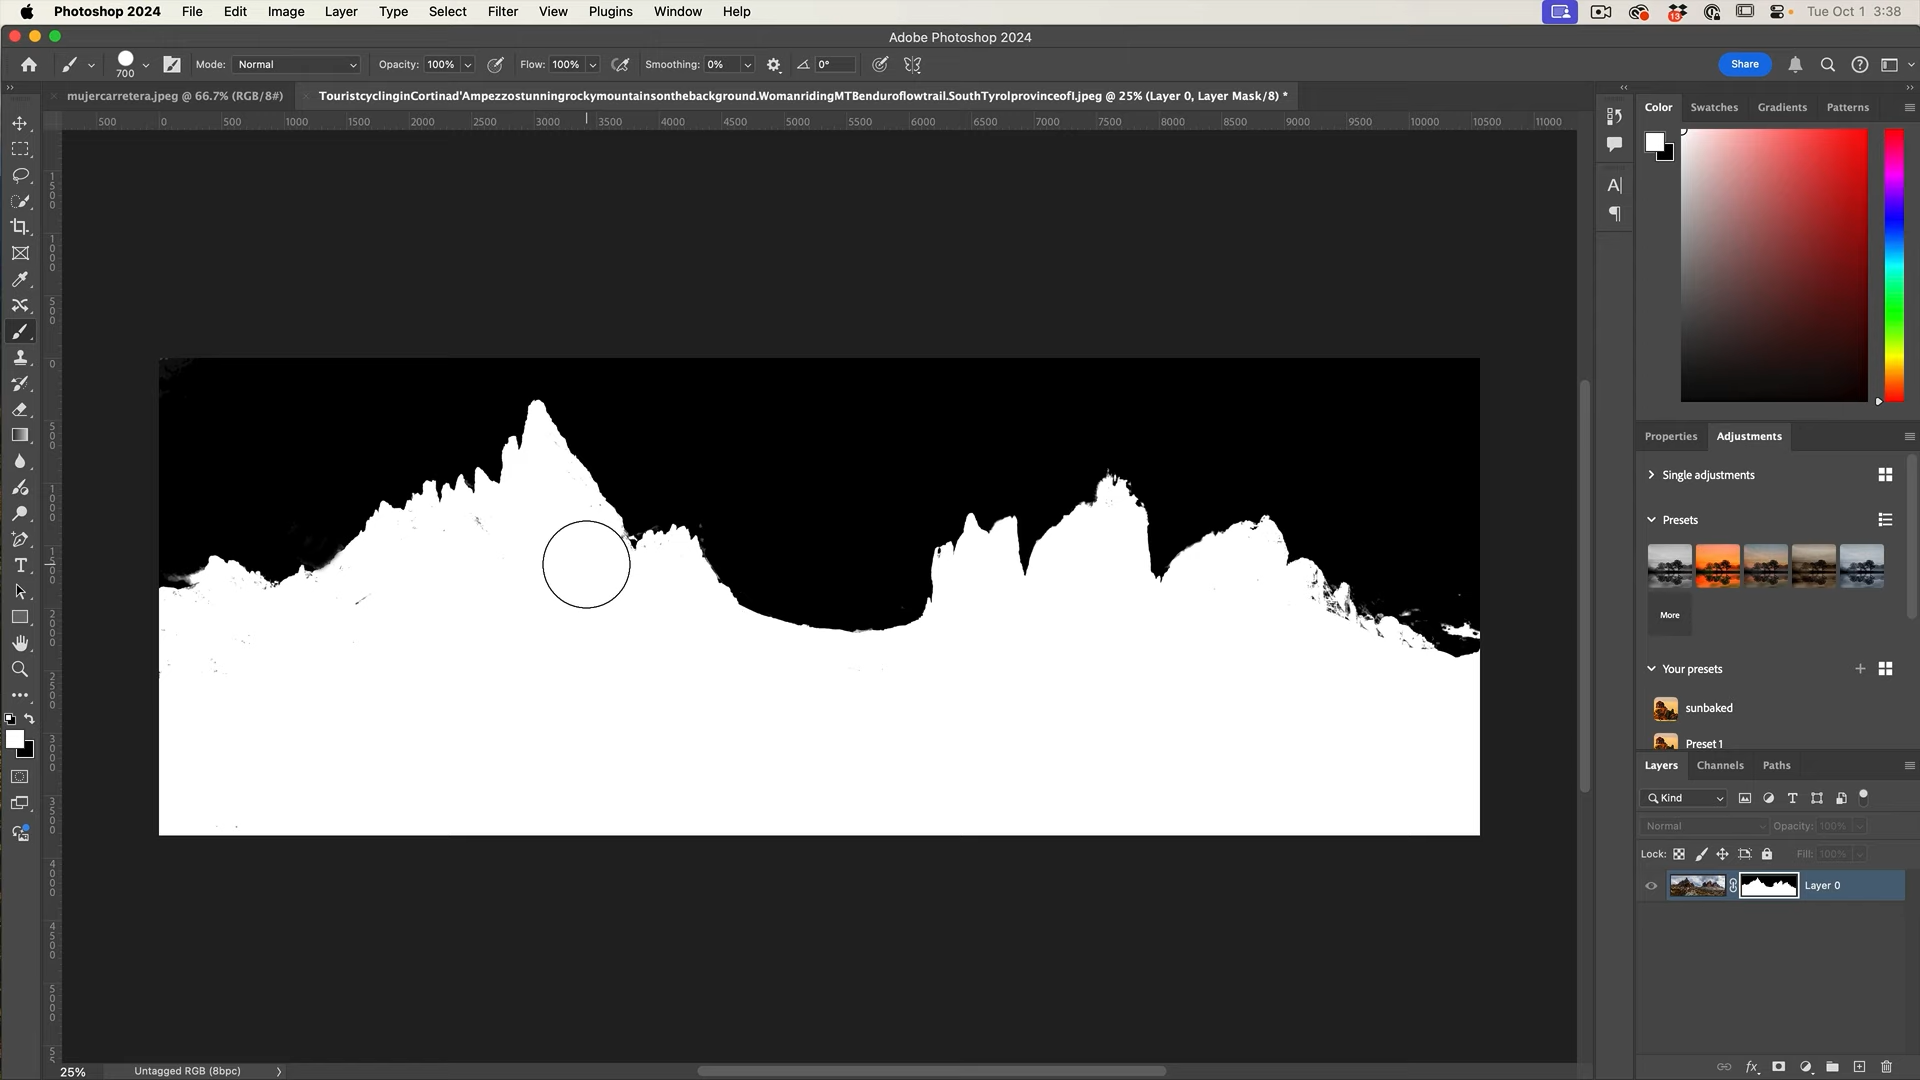 Photoshop 2024 File Edit Image Layer Type Select Filter View Plugins Window Help 13 Tue Oct 1 3:38
Adobe Photoshop 2024
700 Mode: Normal Opacity: 100% Flow: 100% Smoothing: 0% 0° Share
mujercarretera.jpeg @ 66.7% (RGB/8#) TouristcyclinginCortinad'Ampezzostunningrockymountainsonthebackground.WomanridingMTBenduroflowtrail.SouthTyrolprovinceofI.jpeg @ 25% (Layer 0, Layer Mask/8) *
500 0 500 1000 1500 2000 2500 3000 3500 4000 4500 5000 5500 6000 6500 7000 7500 8000 8500 9000 9500 10000 10500 11000
Color Swatches Gradients Patterns
Properties Adjustments
Single adjustments
Presets
More
Your presets
sunbaked
Preset 1
Layers Channels Paths
Kind
Normal Opacity: 100%
Lock: Fill: 100%
Layer 0
25% Untagged RGB (8bpc)